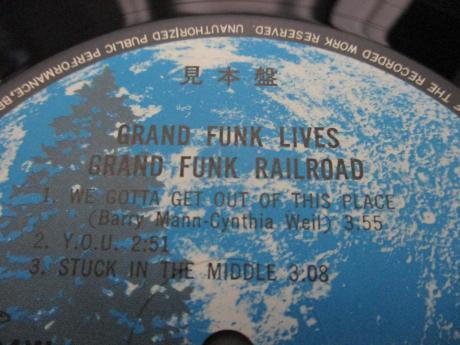 OF THE RECORDED WORK RESERVED. UNAUTHORIZED PUBLIC PERFORMANCE, BR
見本盤
GRAND FUNK LIVES
GRAND FUNK RAILROAD
1. WE GOTTA GET OUT OF THIS PLACE
(Barry Mann-Cynthia Weil) 3:55
2. Y.O.U. 2:51
3. STUCK IN THE MIDDLE 3:08